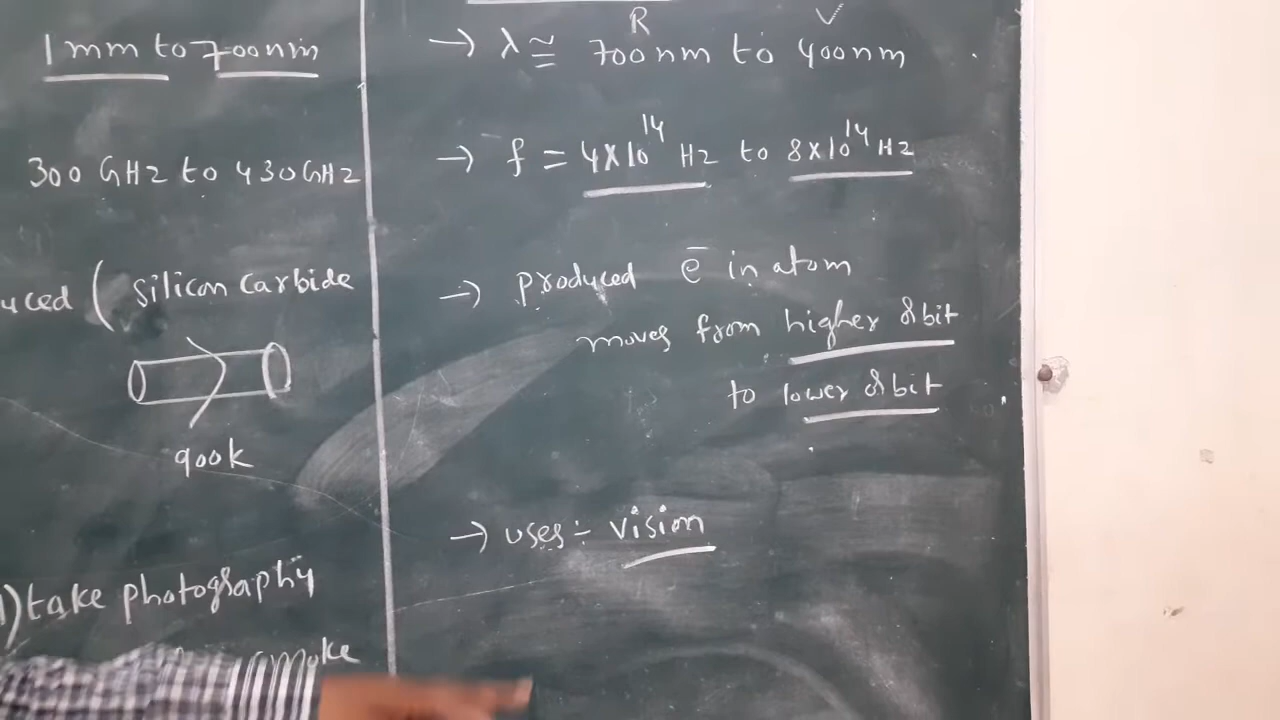 1mm to 700nm
300 GHz to 430GHz
uced ( silicon carbide
900k
1) take photography
smoke
R V
→ λ ≅ 700nm to 400nm
→ f = 4×10¹⁴ Hz to 8×10¹⁴ Hz
→ produced e̅ in atom
moves from higher orbit
to lower orbit
→ uses ÷ vision